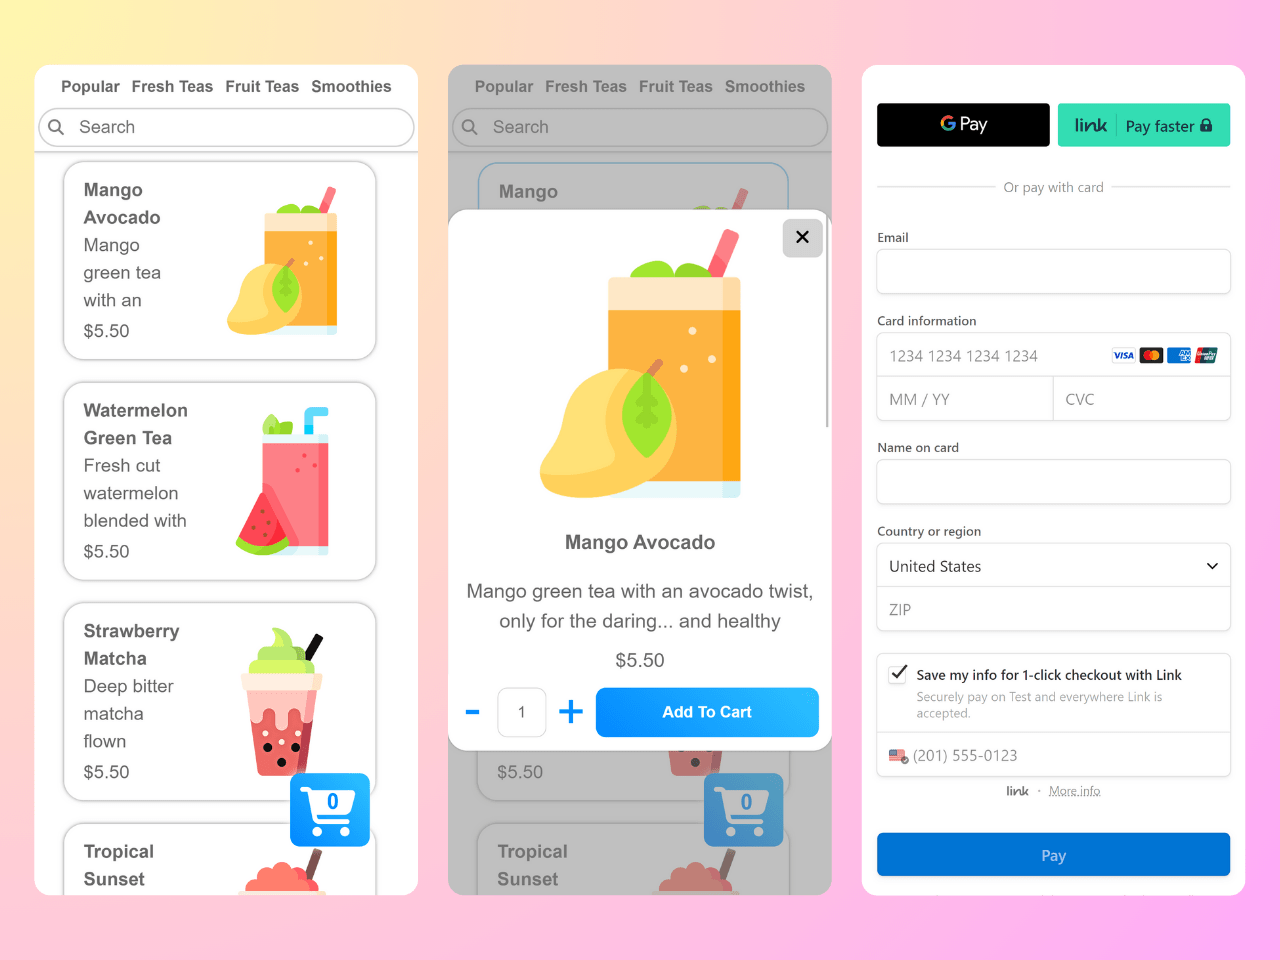 Popular Fresh Teas Fruit Teas Smoothies
Search
Mango
Avocado
Mango
green tea
with an
$5.50
Watermelon
Green Tea
Fresh cut
watermelon
blended with
$5.50
Strawberry
Matcha
Deep bitter
matcha
flown
$5.50
0
Tropical
Sunset
Popular Fresh Teas Fruit Teas Smoothies
Search
Mango
Mango Avocado
Mango green tea with an avocado twist,
only for the daring... and healthy
$5.50
- 1 + Add To Cart
$5.50
0
Tropical
Sunset
G Pay
link Pay faster
Or pay with card
Email
Card information
1234 1234 1234 1234 VISA
MM / YY CVC
Name on card
Country or region
United States
ZIP
Save my info for 1-click checkout with Link
Securely pay on Test and everywhere Link is
accepted.
(201) 555-0123
link · More info
Pay